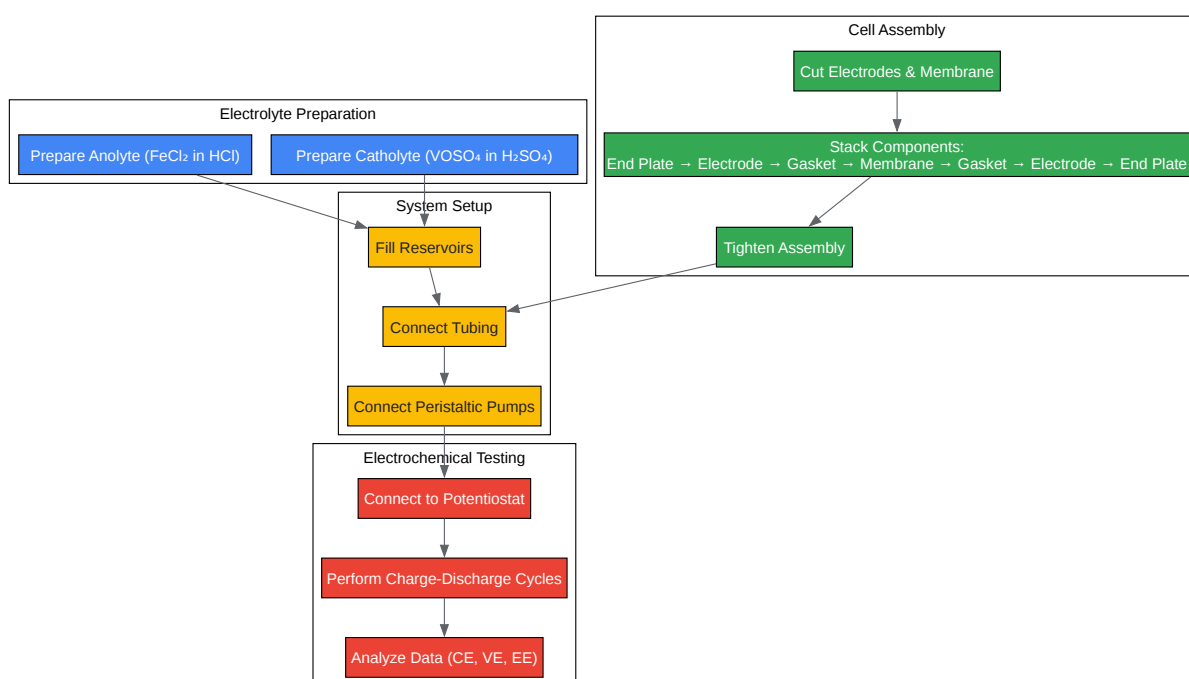 Cell Assembly
Cut Electrodes & Membrane
Stack Components:
End Plate → Electrode → Gasket → Membrane → Gasket → Electrode → End Plate
Tighten Assembly
Electrolyte Preparation
Prepare Anolyte (FeCl₂ in HCl)
Prepare Catholyte (VOSO₄ in H₂SO₄)
System Setup
Fill Reservoirs
Connect Tubing
Connect Peristaltic Pumps
Electrochemical Testing
Connect to Potentiostat
Perform Charge-Discharge Cycles
Analyze Data (CE, VE, EE)